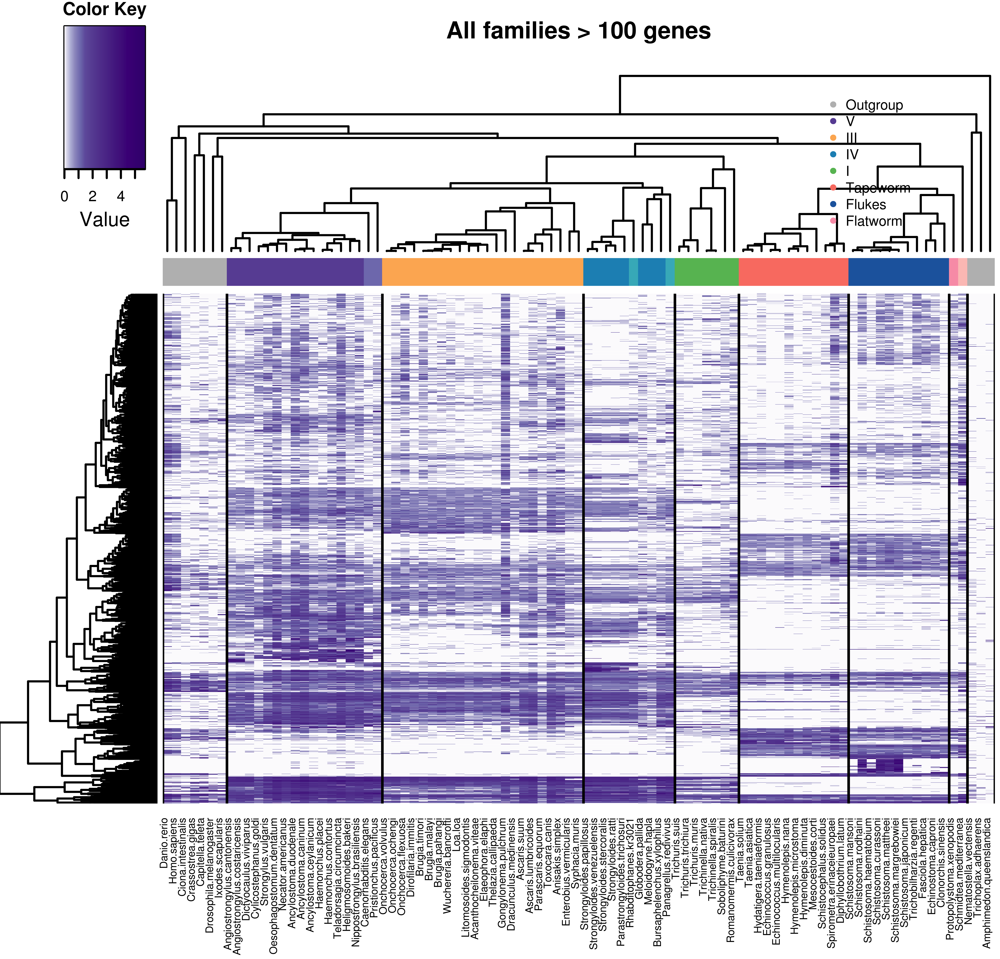 Color Key
All families > 100 genes
0 2 4
Value
Outgroup
V
III
IV
I
Tapeworm
Flukes
Flatworm
Danio.rerio
Homo.sapiens
Ciona.intestinalis
Crassostrea.gigas
Capitella.teleta
Drosophila.melanogaster
Ixodes.scapularis
Angiostrongylus.cantonensis
Angiostrongylus.costaricensis
Dictyocaulus.viviparus
Cylicostephanus.goldi
Strongylus.vulgaris
Oesophagostomum.dentatum
Necator.americanus
Ancylostoma.duodenale
Ancylostoma.caninum
Ancylostoma.ceylanicum
Haemonchus.placei
Haemonchus.contortus
Teladorsagia.circumcincta
Heligmosomoides.bakeri
Nippostrongylus.brasiliensis
Caenorhabditis.elegans
Pristionchus.pacificus
Onchocerca.volvulus
Onchocerca.ochengi
Onchocerca.flexuosa
Dirofilaria.immitis
Brugia.timori
Brugia.malayi
Brugia.pahangi
Wuchereria.bancrofti
Loa.loa
Litomosoides.sigmodontis
Acanthocheilonema.viteae
Elaeophora.elaphi
Thelazia.callipaeda
Gongylonema.pulchrum
Dracunculus.medinensis
Ascaris.suum
Ascaris.lumbricoides
Parascaris.equorum
Toxocara.canis
Anisakis.simplex
Enterobius.vermicularis
Syphacia.muris
Strongyloides.papillosus
Strongyloides.venezuelensis
Strongyloides.stercoralis
Strongyloides.ratti
Parastrongyloides.trichosuri
Rhabditophanes.kr3021
Globodera.pallida
Meloidogyne.hapla
Bursaphelenchus.xylophilus
Panagrellus.redivivus
Trichuris.suis
Trichuris.trichiura
Trichuris.muris
Trichinella.nativa
Trichinella.spiralis
Soboliphyme.baturini
Romanomermis.culicivorax
Taenia.solium
Taenia.asiatica
Hydatigera.taeniaeformis
Echinococcus.granulosus
Echinococcus.multilocularis
Hymenolepis.nana
Hymenolepis.microstoma
Hymenolepis.diminuta
Mesocestoides.corti
Schistocephalus.solidus
Spirometra.erinaceieuropaei
Diphyllobothrium.latum
Schistosoma.mansoni
Schistosoma.rodhaini
Schistosoma.haematobium
Schistosoma.curassoni
Schistosoma.mattheei
Schistosoma.margrebowiei
Schistosoma.japonicum
Trichobilharzia.regenti
Fasciola.hepatica
Echinostoma.caproni
Clonorchis.sinensis
Protopolystoma.xenopodis
Schmidtea.mediterranea
Nematostella.vectensis
Trichoplax.adhaerens
Amphimedon.queenslandica